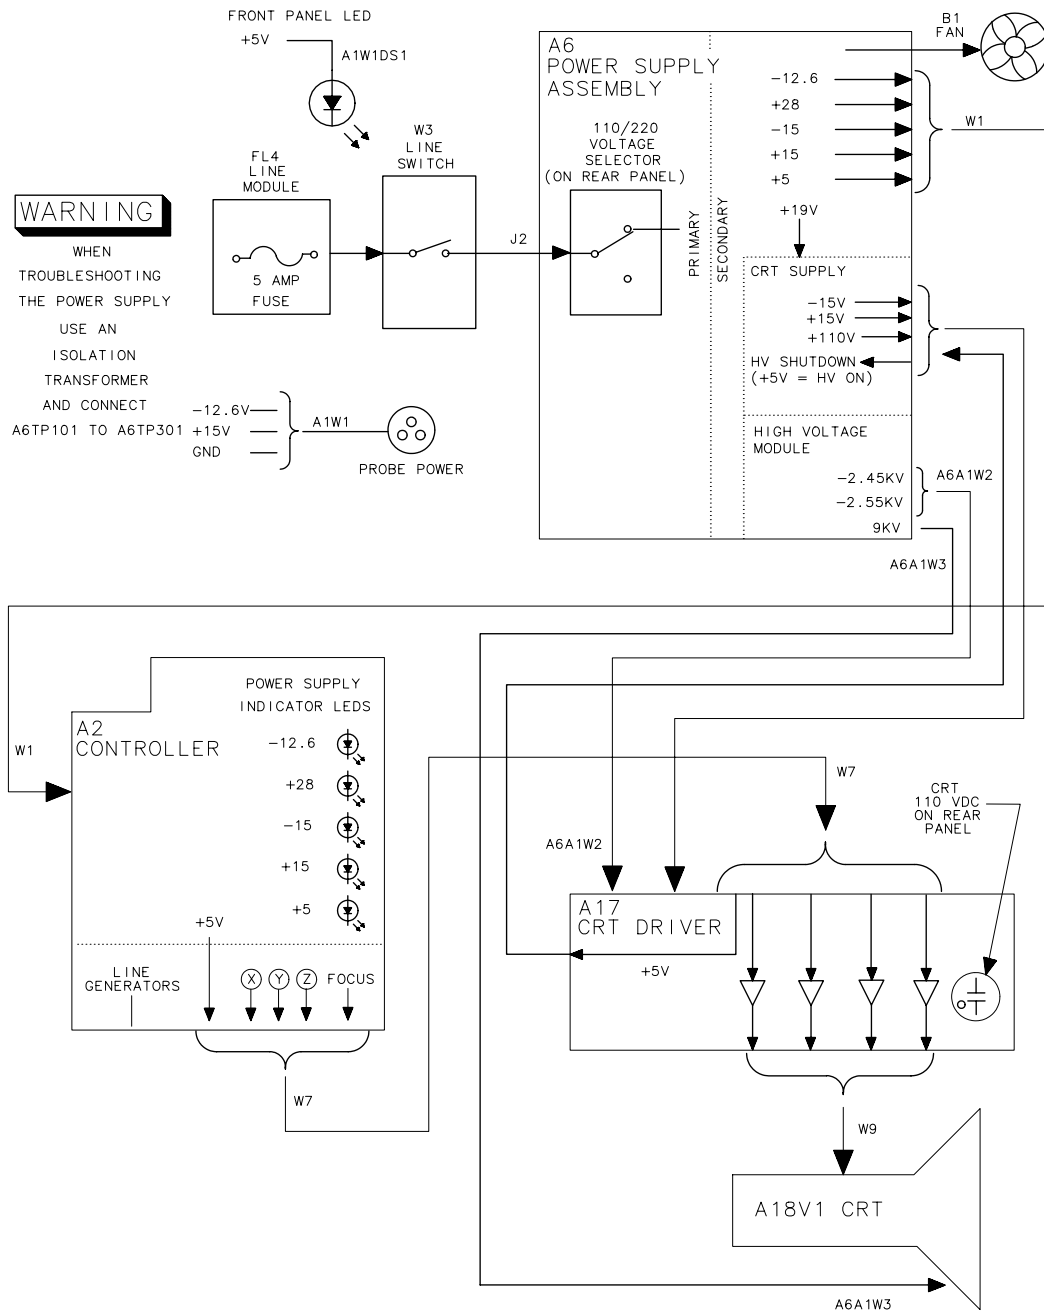 FRONT PANEL LED
+5V
A1W1DS1
FL4
LINE
MODULE
5 AMP
FUSE
W3
LINE
SWITCH
J2
WARNING
WHEN
TROUBLESHOOTING
THE POWER SUPPLY
USE AN
ISOLATION
TRANSFORMER
AND CONNECT
A6TP101 TO A6TP301
-12.6V
+15V
GND
A1W1
PROBE POWER
A6
POWER SUPPLY
ASSEMBLY
110/220
VOLTAGE
SELECTOR
(ON REAR PANEL)
PRIMARY
SECONDARY
B1
FAN
-12.6
+28
-15
+15
+5
W1
+19V
CRT SUPPLY
-15V
+15V
+110V
HV SHUTDOWN
(+5V = HV ON)
HIGH VOLTAGE
MODULE
-2.45KV
-2.55KV
9KV
A6A1W2
A6A1W3
W1
A2
CONTROLLER
POWER SUPPLY
INDICATOR LEDS
-12.6
+28
-15
+15
+5
+5V
LINE
GENERATORS
X Y Z FOCUS
W7
W7
A6A1W2
CRT
110 VDC
ON REAR
PANEL
A17
CRT DRIVER
+5V
W9
A18V1 CRT
A6A1W3